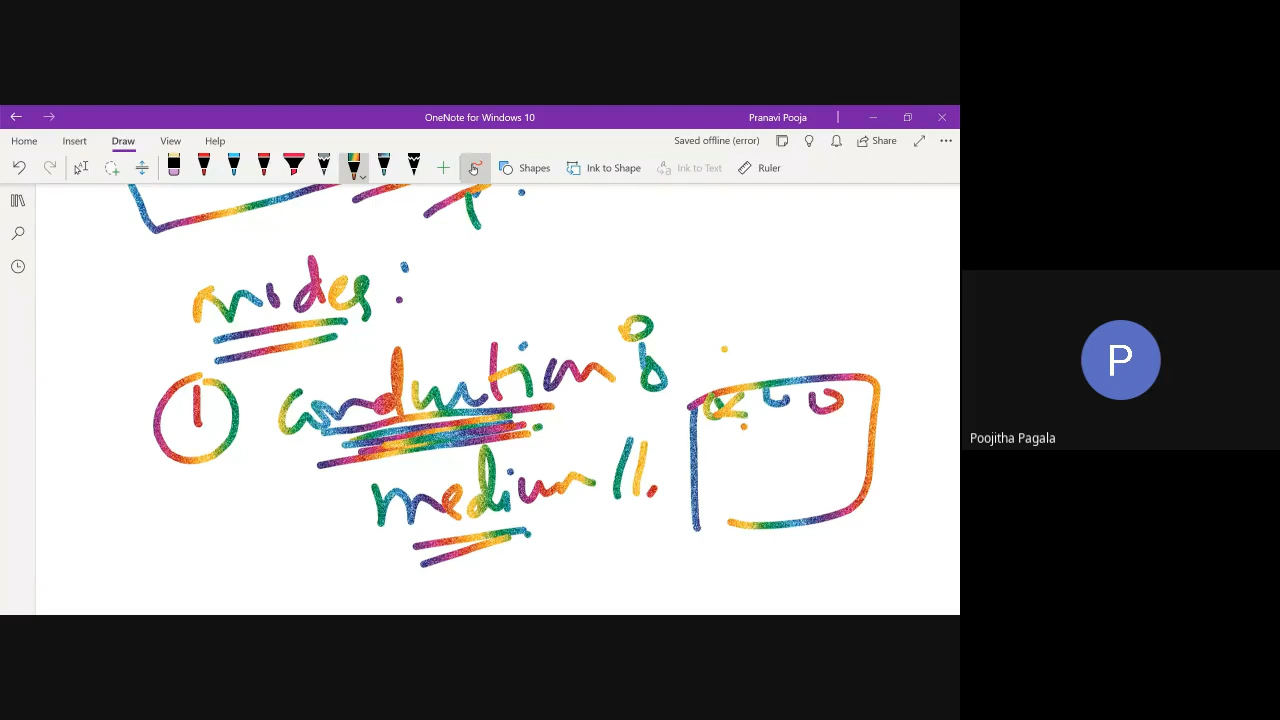 OneNote for Windows 10
Pranavi Pooja
Home Insert Draw View Help
Saved offline (error)
Share
Shapes
Ink to Shape
Ink to Text
Ruler
modes:
① conduction :
medium //.
P
Poojitha Pagala